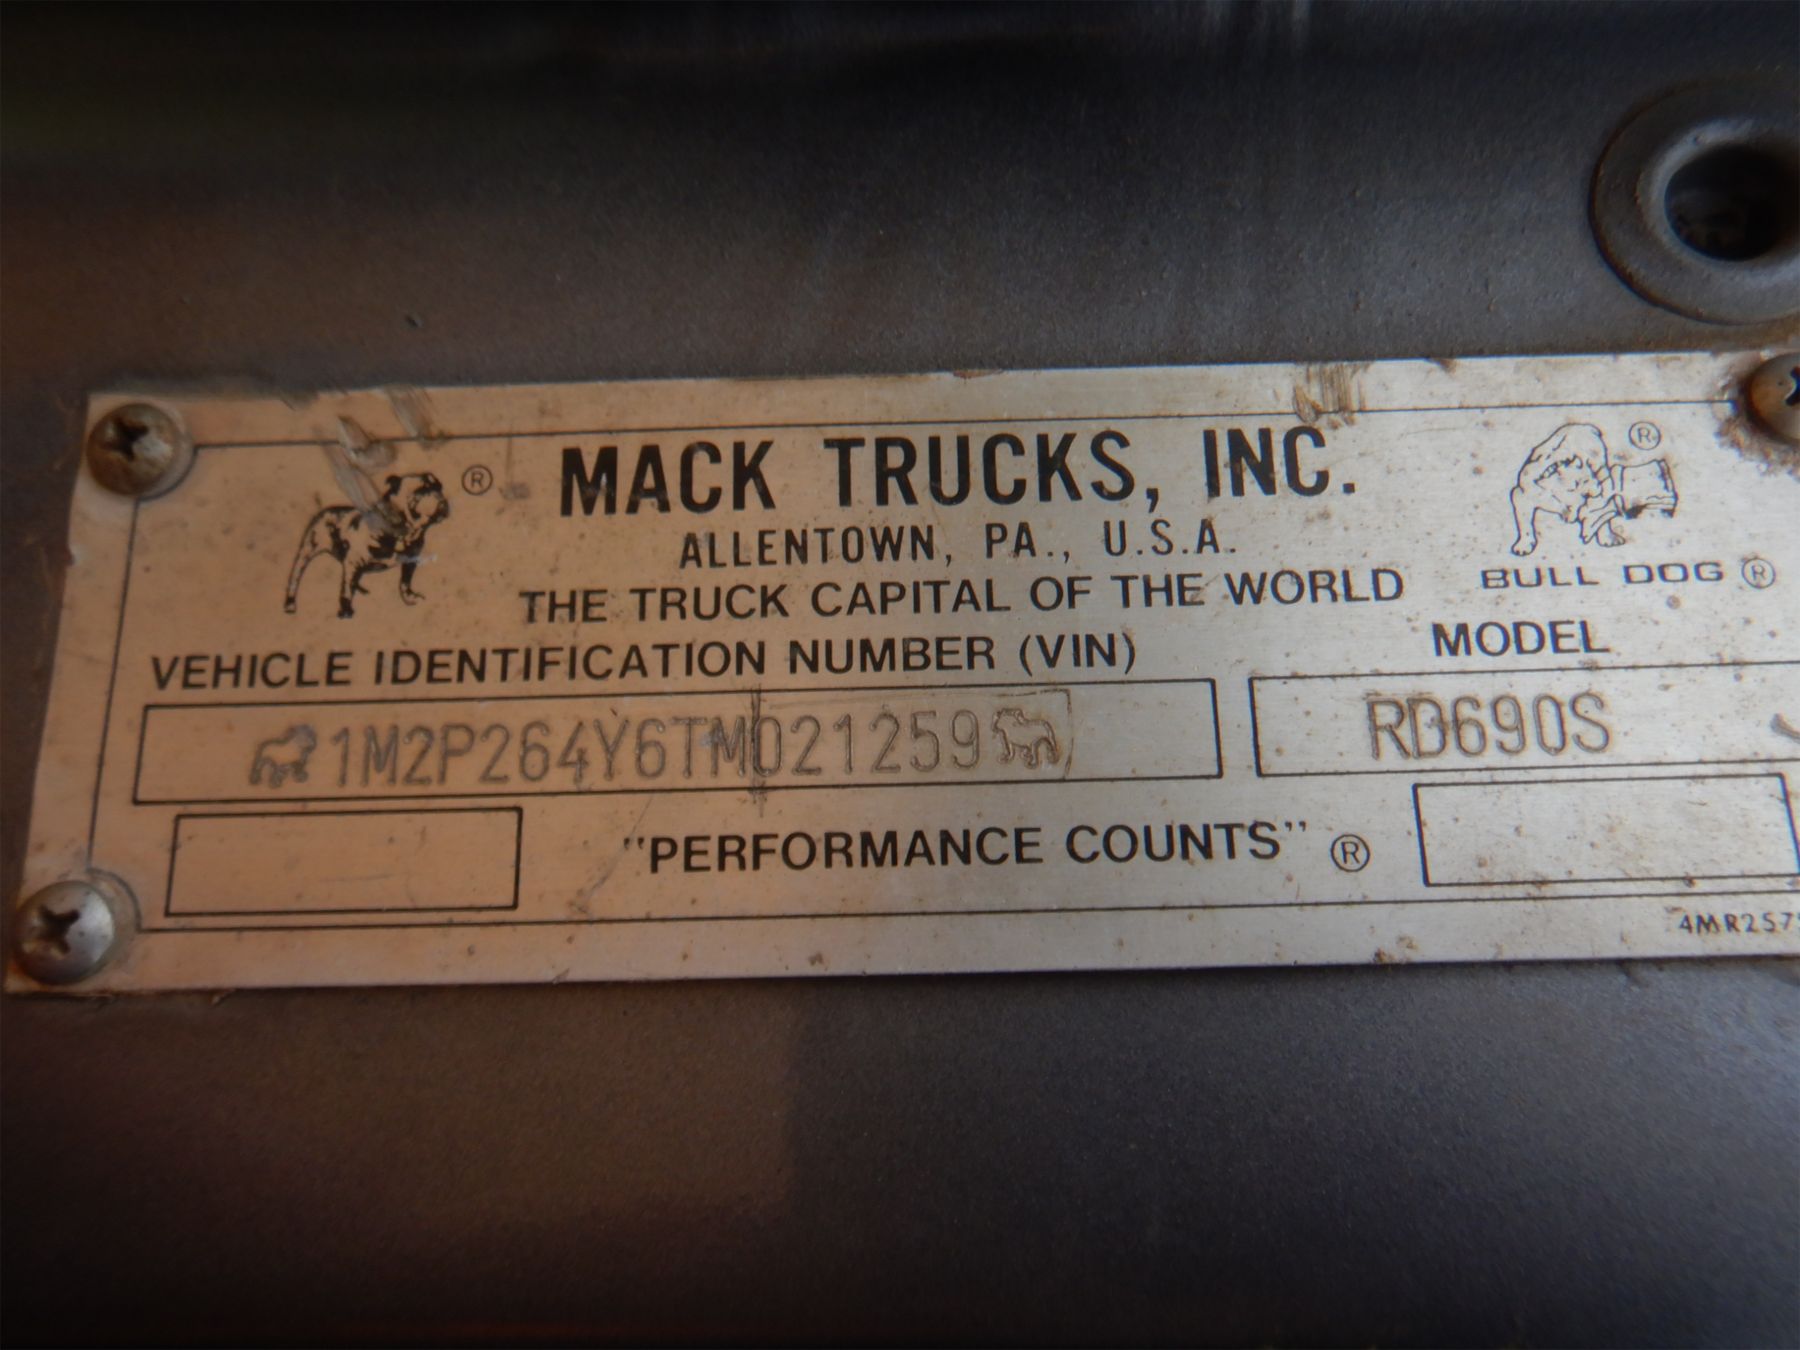 ®
MACK TRUCKS, INC.
®
ALLENTOWN, PA., U.S.A.
BULL DOG ®
THE TRUCK CAPITAL OF THE WORLD
VEHICLE IDENTIFICATION NUMBER (VIN)
MODEL
1M2P264Y6TM021259
RD690S
"PERFORMANCE COUNTS" ®